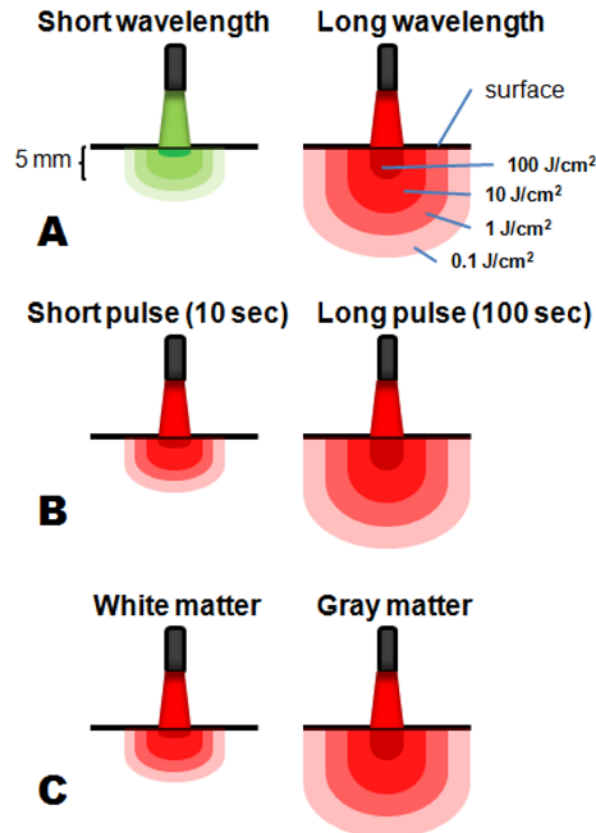 Short wavelength
Long wavelength
surface
5 mm
100 J/cm²
10 J/cm²
1 J/cm²
0.1 J/cm²
A
Short pulse (10 sec)
Long pulse (100 sec)
B
White matter
Gray matter
C